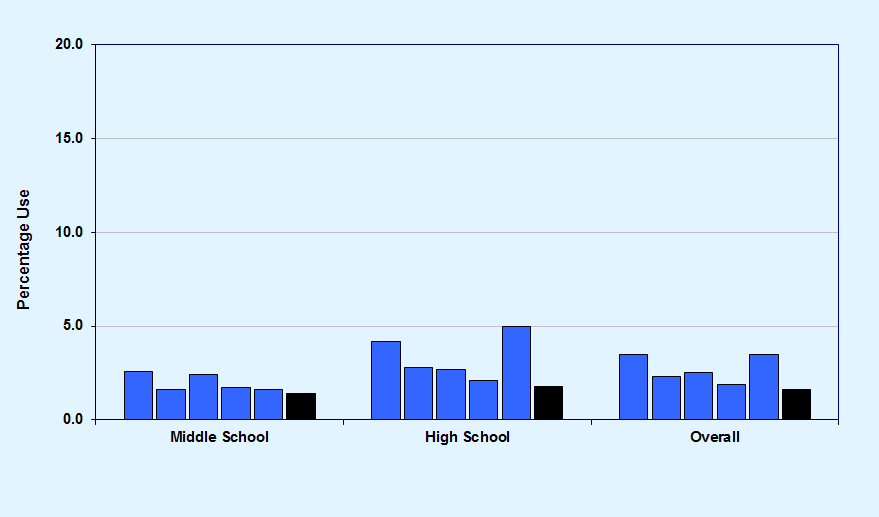 20.0
15.0
10.0
5.0
0.0
Percentage Use
Middle School
High School
Overall